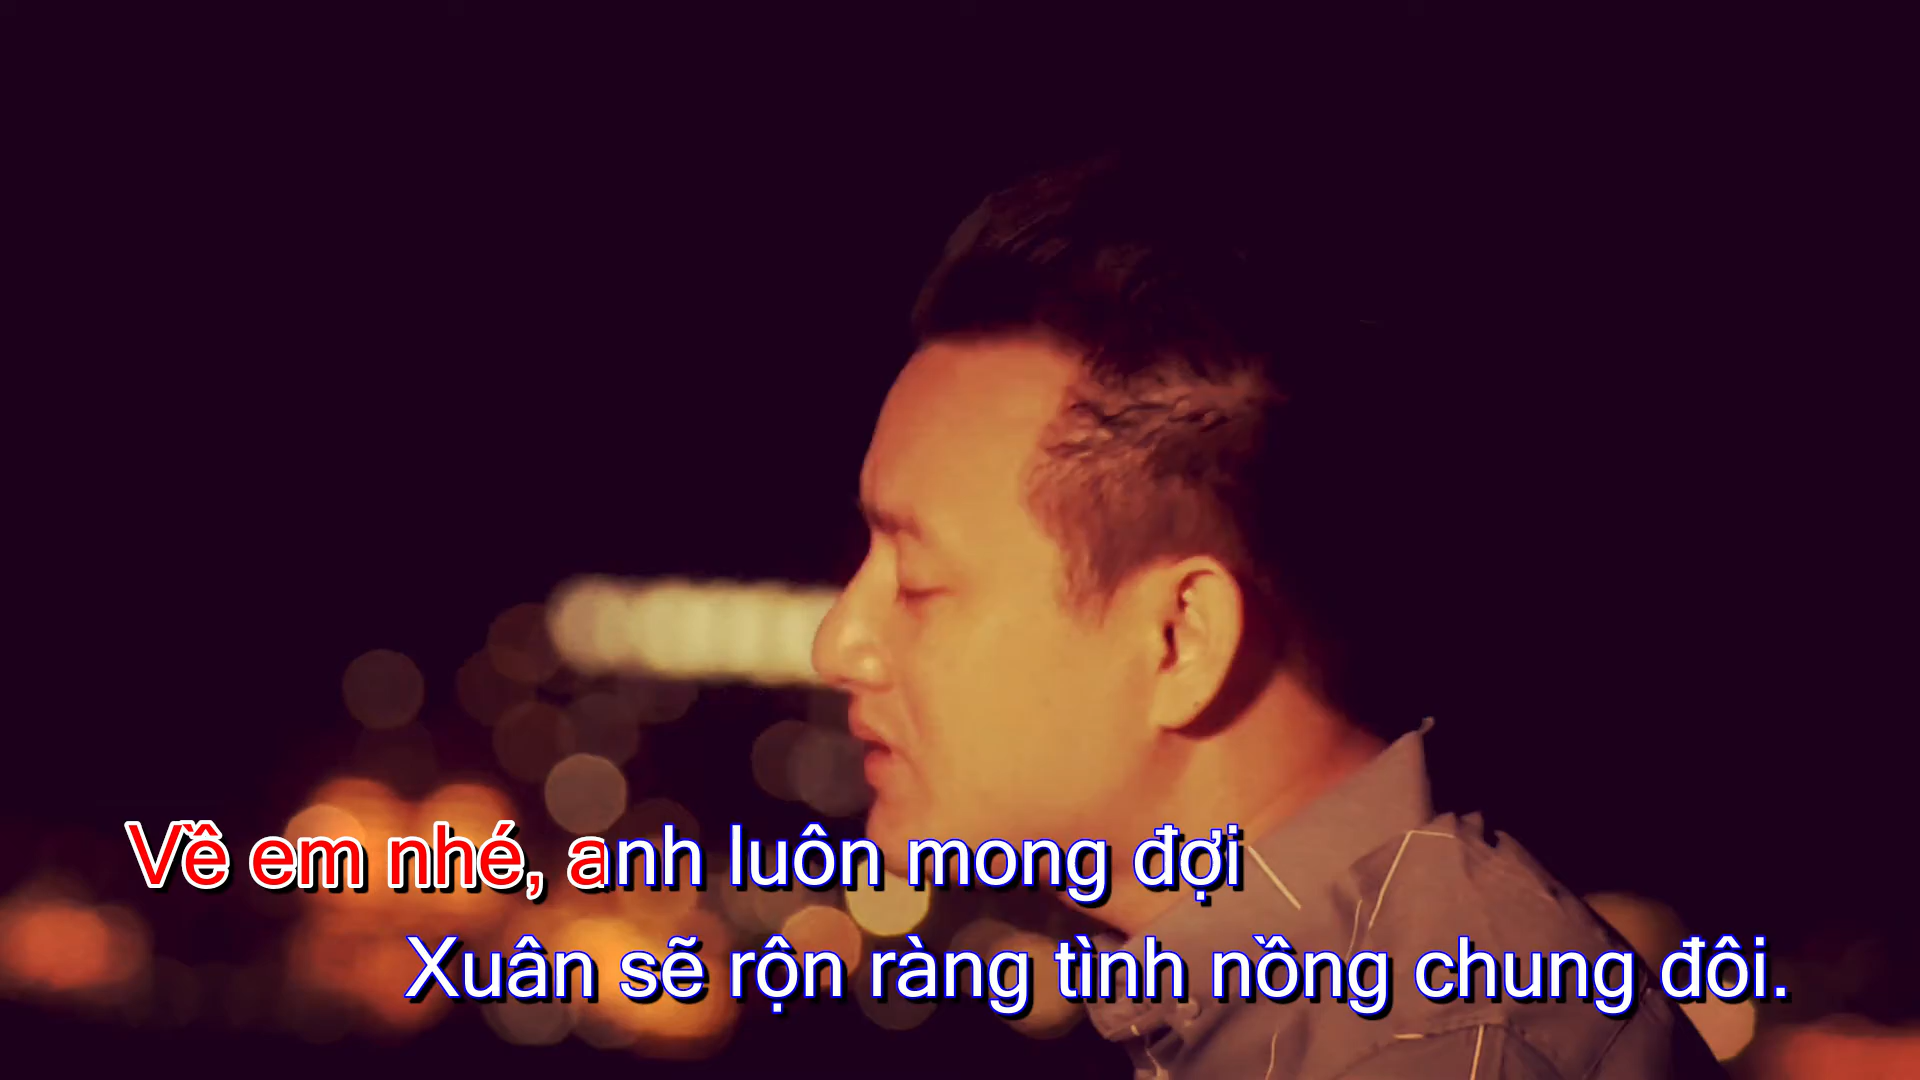 Về em nhé, anh luôn mong đợi
Xuân sẽ rộn ràng tình nồng chung đôi.